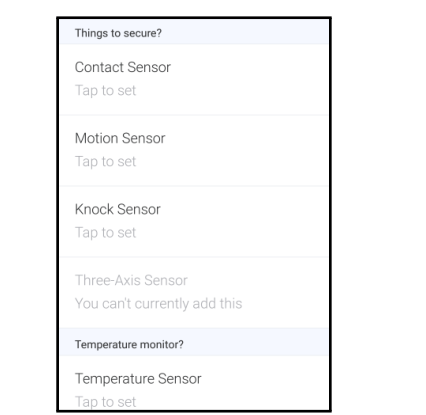 Things to secure?
Contact Sensor
Tap to set
Motion Sensor
Tap to set
Knock Sensor
Tap to set
Three-Axis Sensor
You can't currently add this
Temperature monitor?
Temperature Sensor
Tap to set